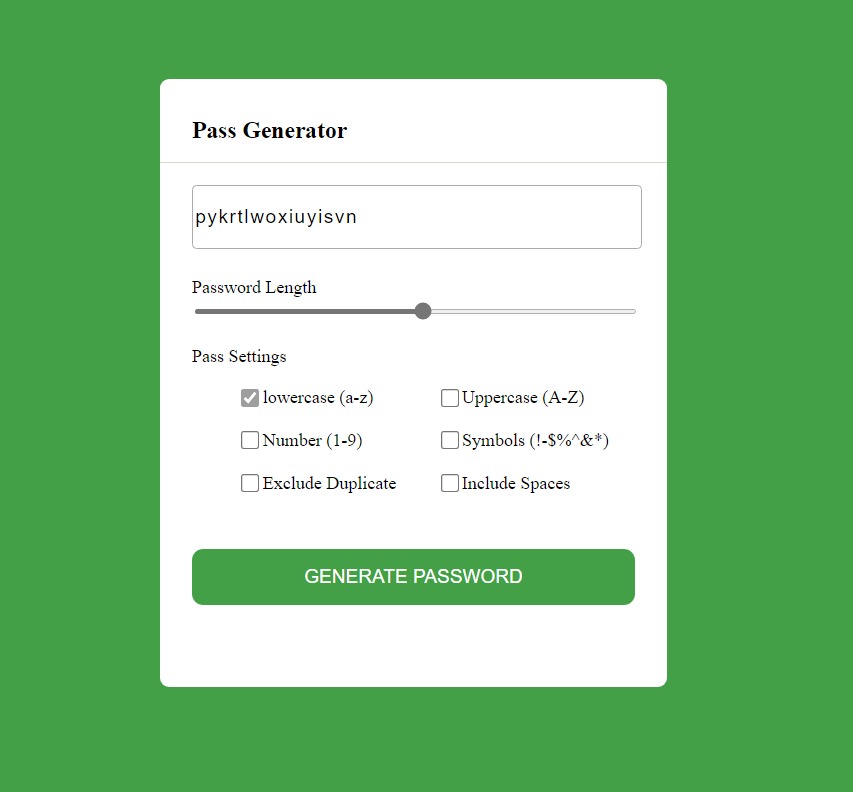 Pass Generator
pykrtlwoxiuyisvn
Password Length
Pass Settings
lowercase (a-z) Uppercase (A-Z)
Number (1-9) Symbols (!-$%^&*)
Exclude Duplicate Include Spaces
GENERATE PASSWORD